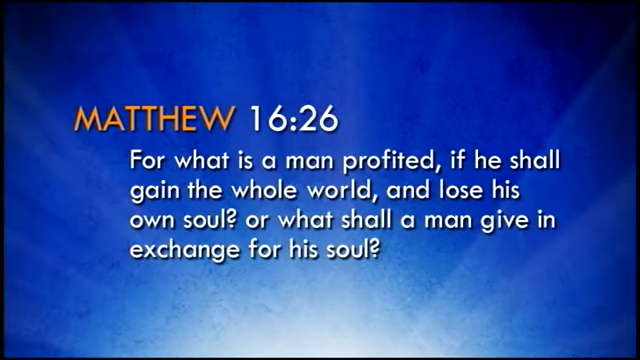 MATTHEW 16:26
For what is a man profited, if he shall
gain the whole world, and lose his
own soul? or what shall a man give in
exchange for his soul?